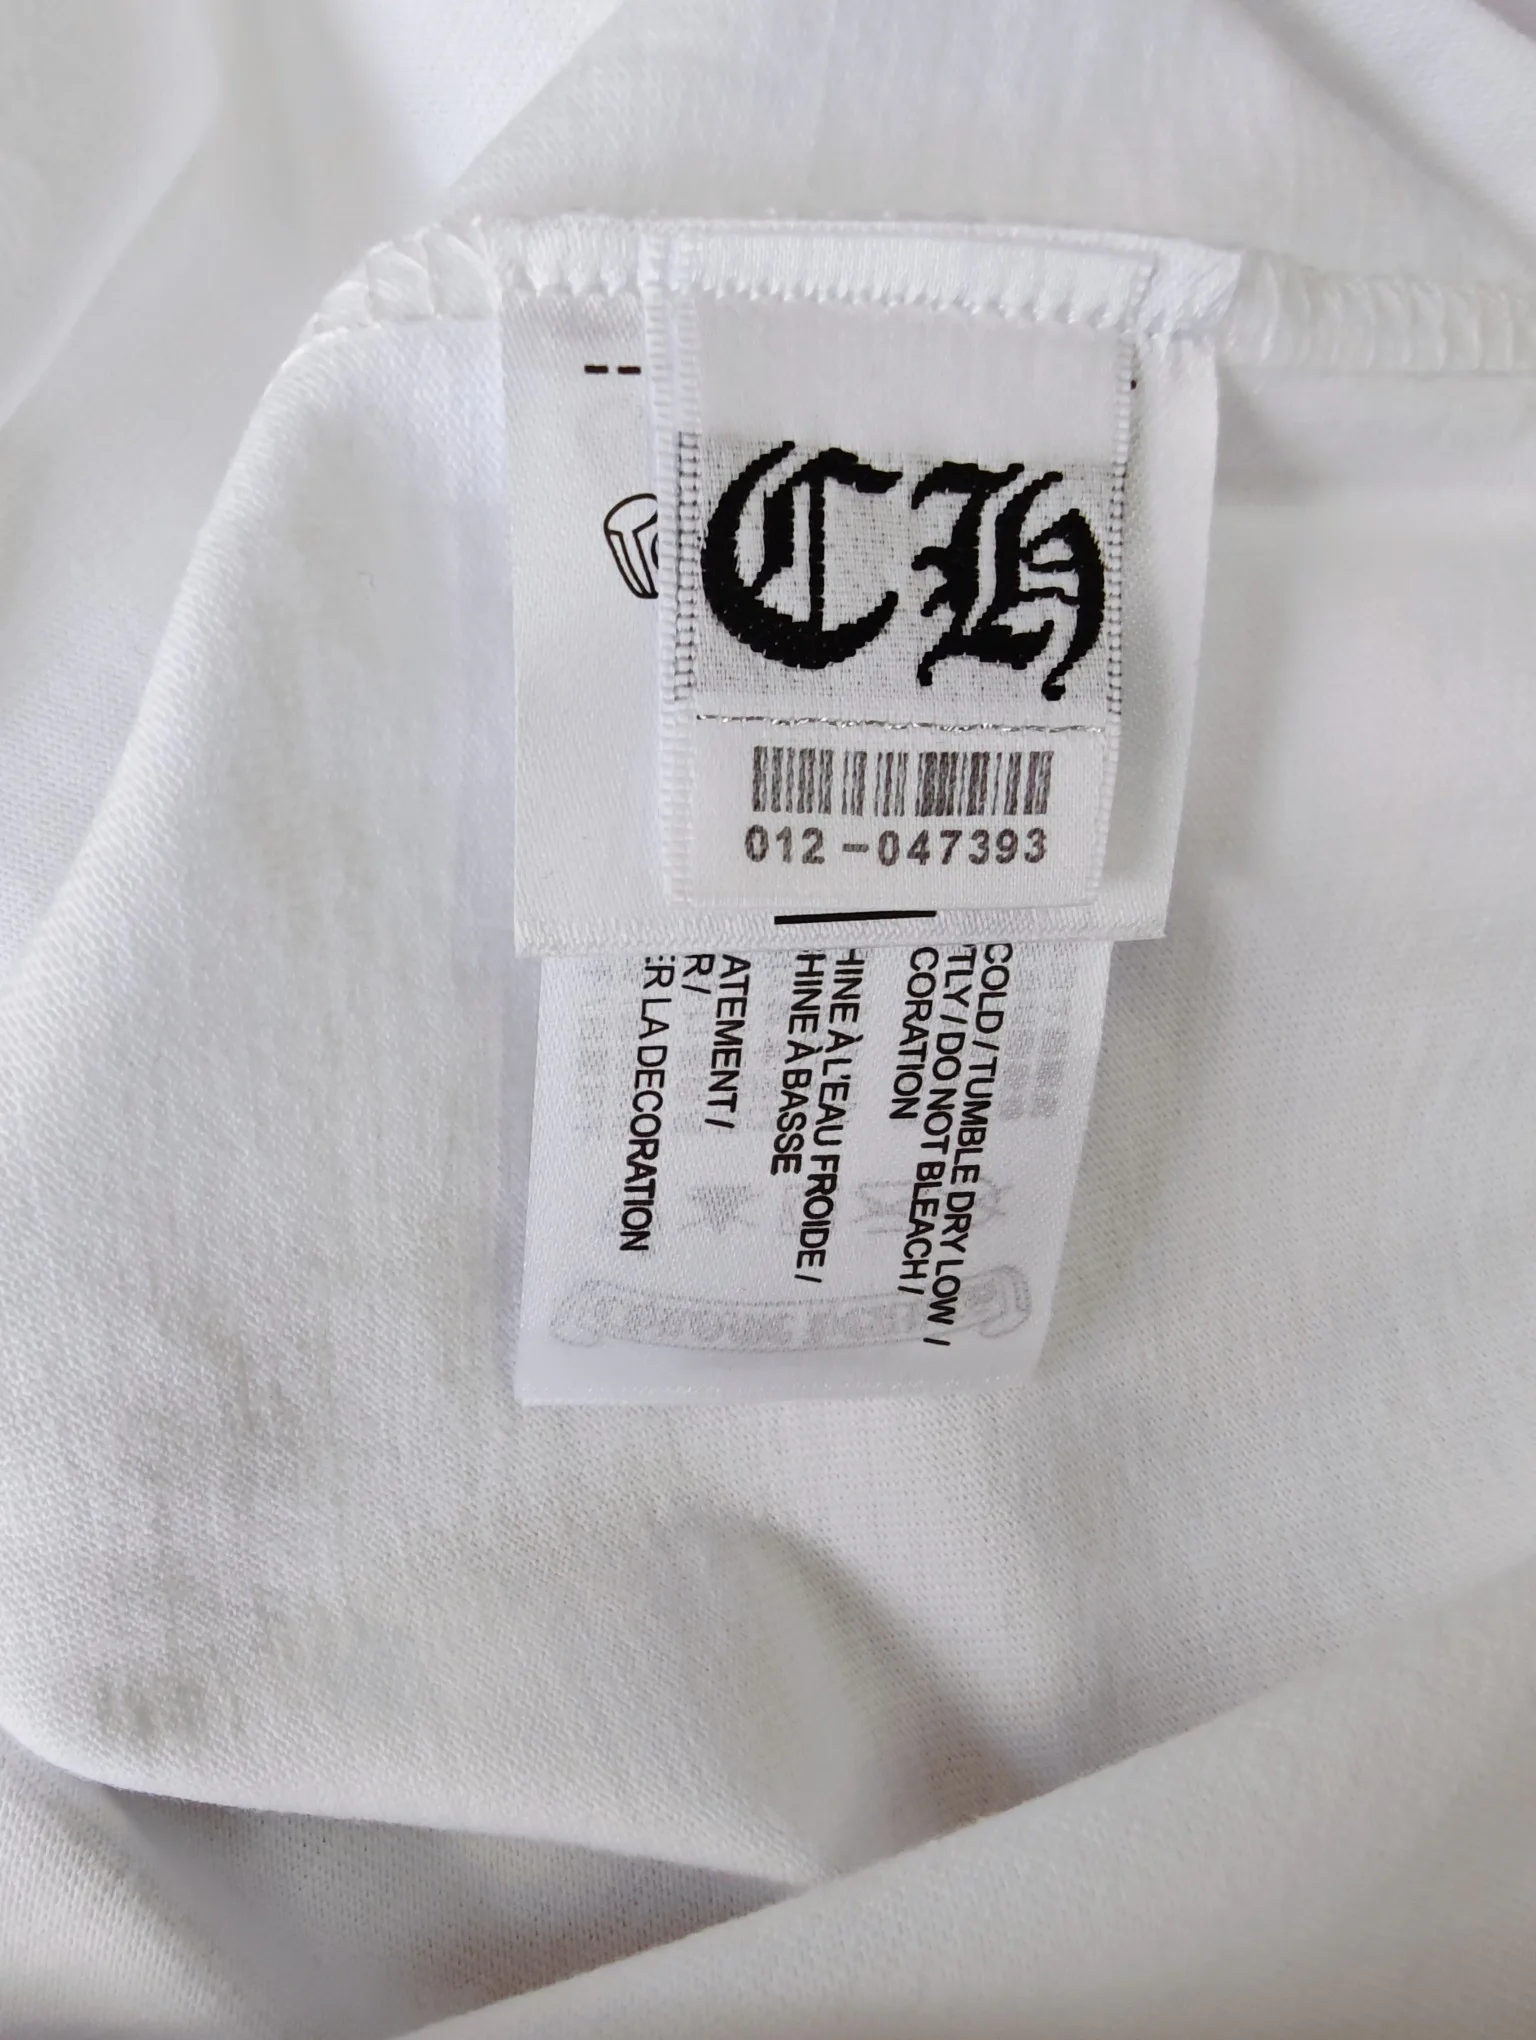 CH
012-047393
COLD / TUMBLE DRY LOW /
TLY / DO NOT BLEACH /
CORATION
HINE À L'EAU FROIDE /
HINE À BASSE
ATEMENT /
R /
ER LA DECORATION